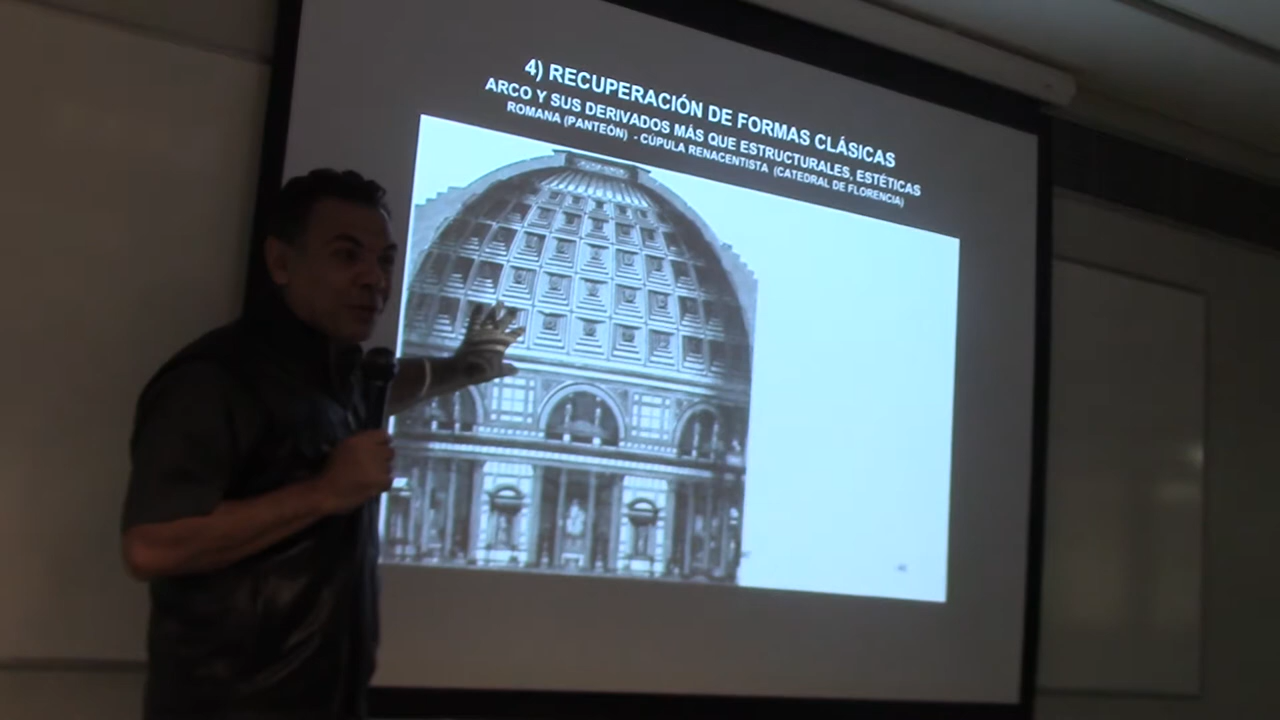 4) RECUPERACIÓN DE FORMAS CLÁSICAS
ARCO Y SUS DERIVADOS MÁS QUE ESTRUCTURALES, ESTÉTICAS
ROMANA (PANTEÓN) - CÚPULA RENACENTISTA (CATEDRAL DE FLORENCIA)